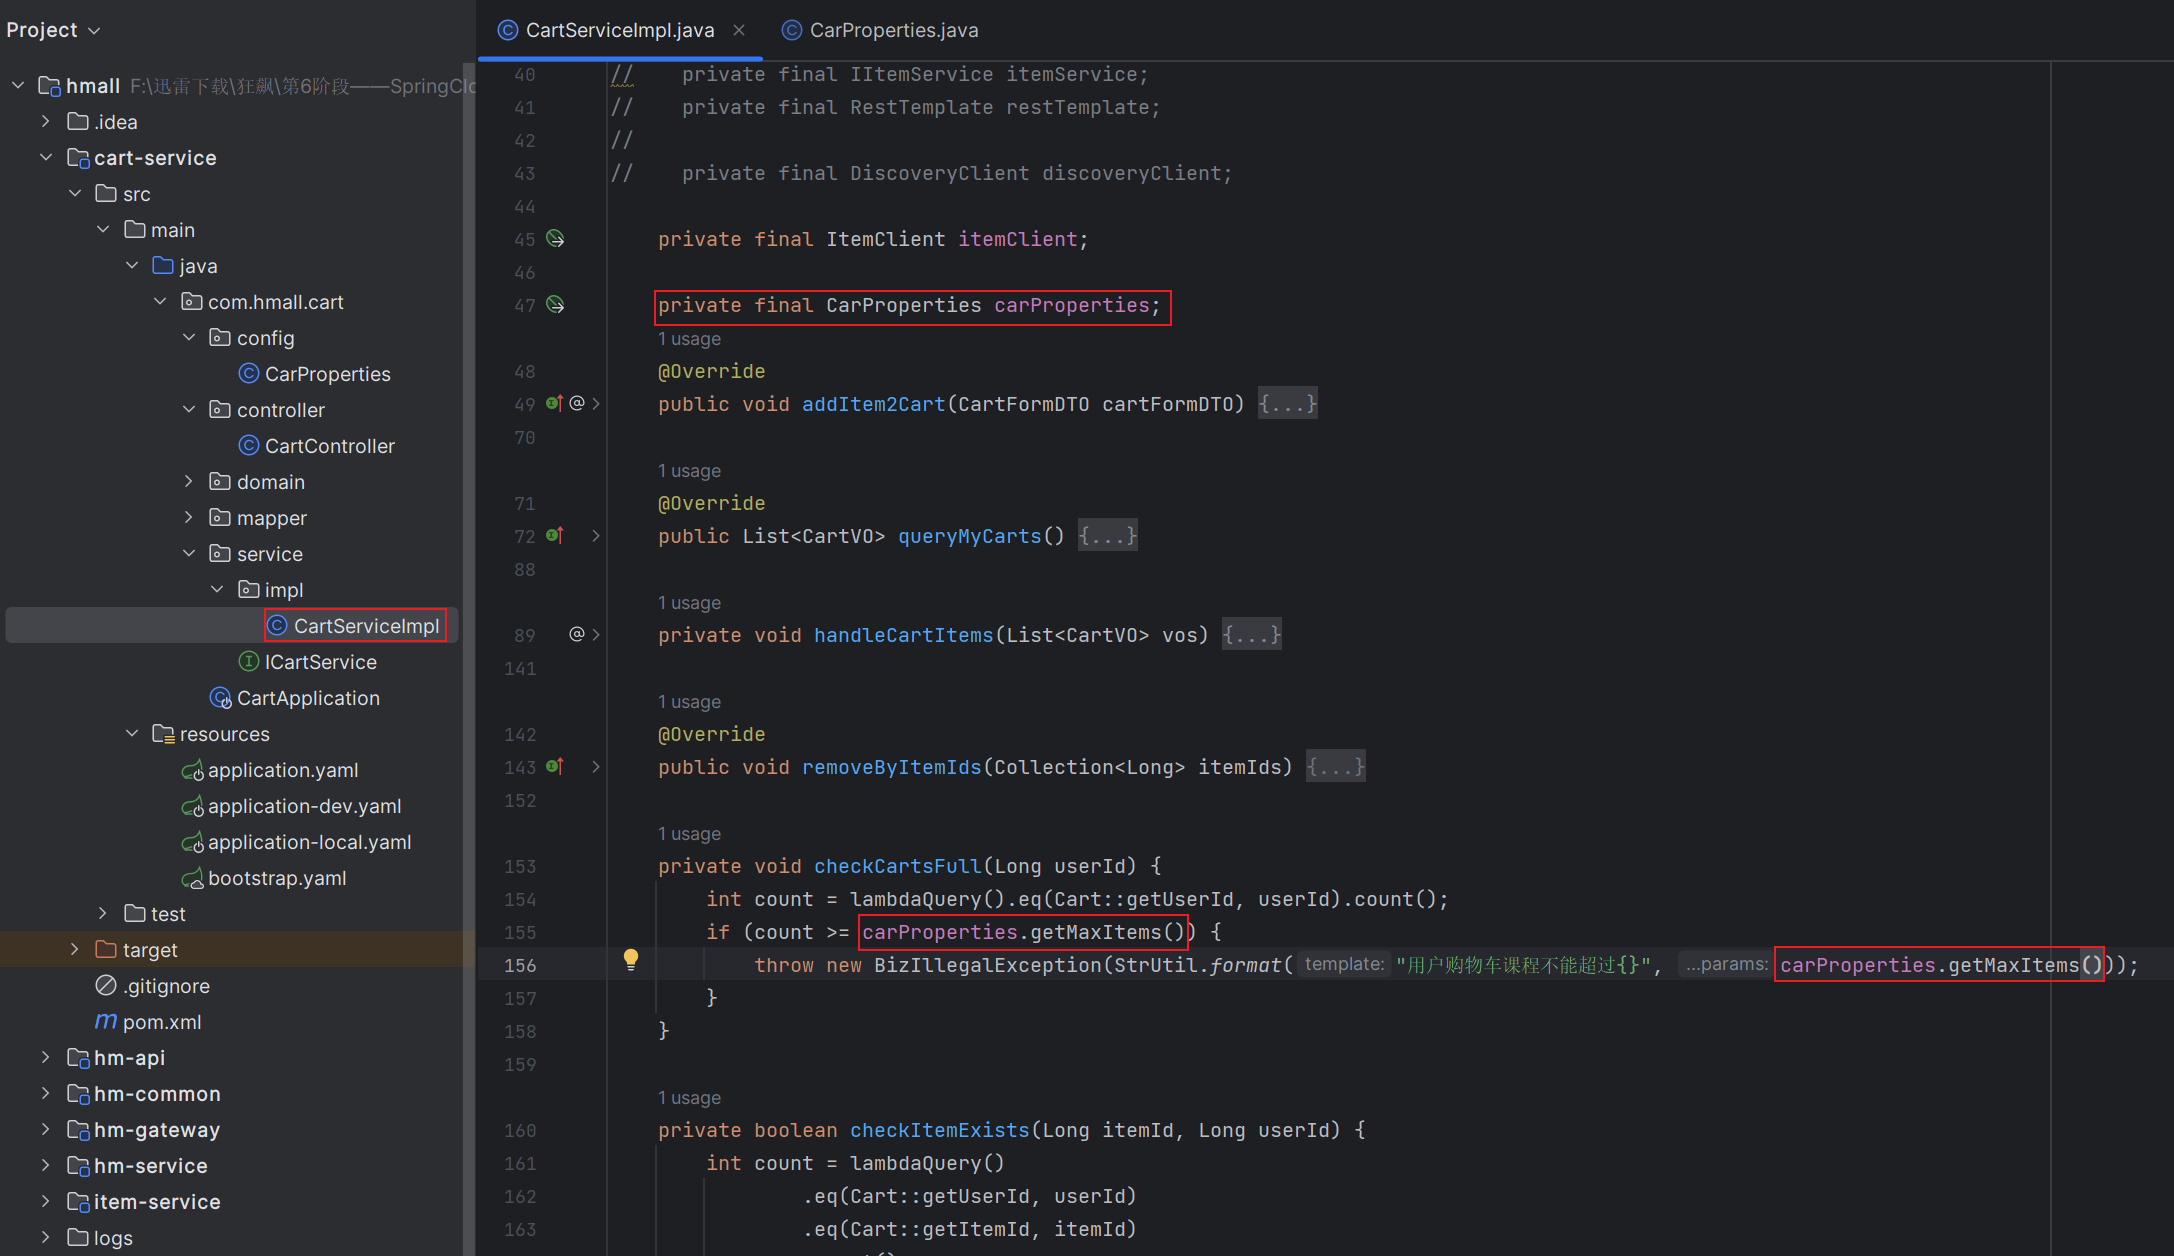 Project
hmall F:\迅雷下载\狂飙\第6阶段——SpringClo
.idea
cart-service
src
main
java
com.hmall.cart
config
CarProperties
controller
CartController
domain
mapper
service
impl
CartServiceImpl
ICartService
CartApplication
resources
application.yaml
application-dev.yaml
application-local.yaml
bootstrap.yaml
test
target
.gitignore
pom.xml
hm-api
hm-common
hm-gateway
hm-service
item-service
logs
CartServiceImpl.java CarProperties.java
40 // private final IItemService itemService;
41 // private final RestTemplate restTemplate;
42 //
43 // private final DiscoveryClient discoveryClient;
44
45 private final ItemClient itemClient;
46
47 private final CarProperties carProperties;
1 usage
48 @Override
49 public void addItem2Cart(CartFormDTO cartFormDTO) {...}
70
1 usage
71 @Override
72 public List<CartVO> queryMyCarts() {...}
88
1 usage
89 private void handleCartItems(List<CartVO> vos) {...}
141
1 usage
142 @Override
143 public void removeByItemIds(Collection<Long> itemIds) {...}
152
1 usage
153 private void checkCartsFull(Long userId) {
154 int count = lambdaQuery().eq(Cart::getUserId, userId).count();
155 if (count >= carProperties.getMaxItems()) {
156 throw new BizIllegalException(StrUtil.format( template: "用户购物车课程不能超过{}", ...params: carProperties.getMaxItems()));
157 }
158 }
159
1 usage
160 private boolean checkItemExists(Long itemId, Long userId) {
161 int count = lambdaQuery()
162 .eq(Cart::getUserId, userId)
163 .eq(Cart::getItemId, itemId)